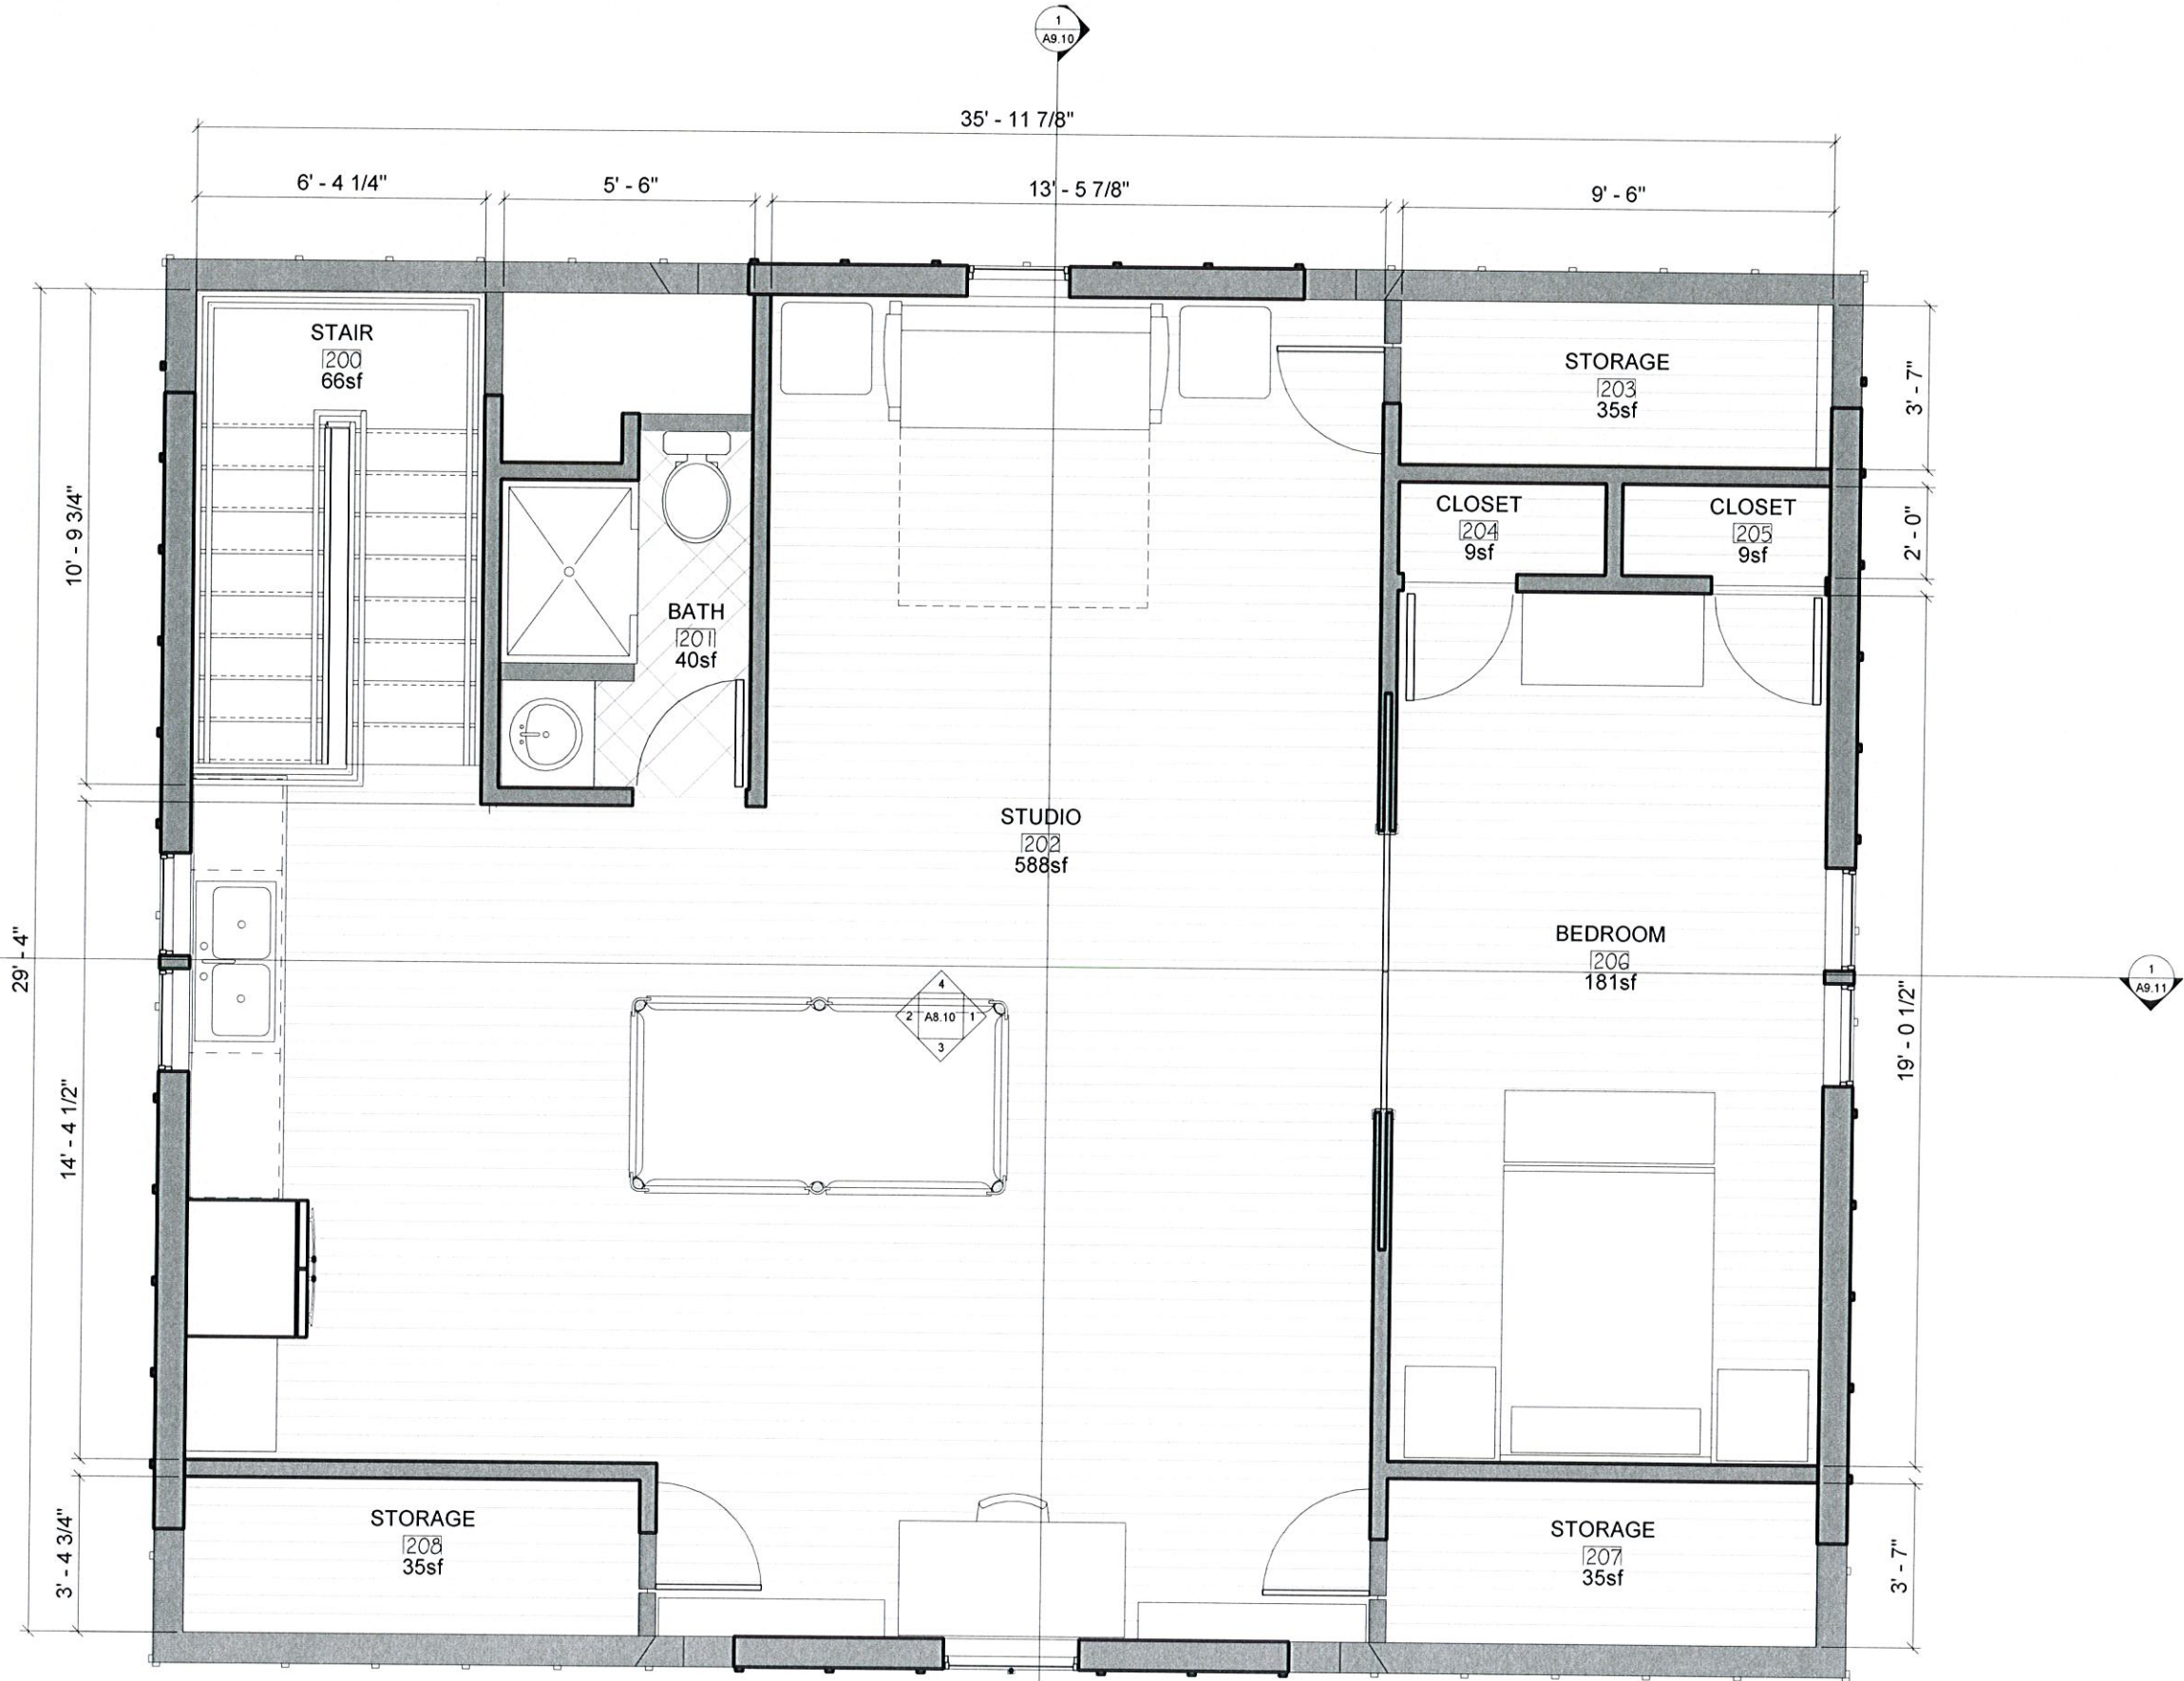 1
A9.10
35' - 11 7/8"
6' - 4 1/4"
5' - 6"
13' - 5 7/8"
9' - 6"
STAIR
200
66sf
STORAGE
203
35sf
3' - 7"
10' - 9 3/4"
CLOSET
204
9sf
CLOSET
205
9sf
2' - 0"
BATH
201
40sf
STUDIO
202
588sf
29' - 4"
BEDROOM
206
181sf
1
A9.11
4
2 A8.10 1
3
19' - 0 1/2"
14' - 4 1/2"
STORAGE
208
35sf
3' - 4 3/4"
STORAGE
207
35sf
3' - 7"